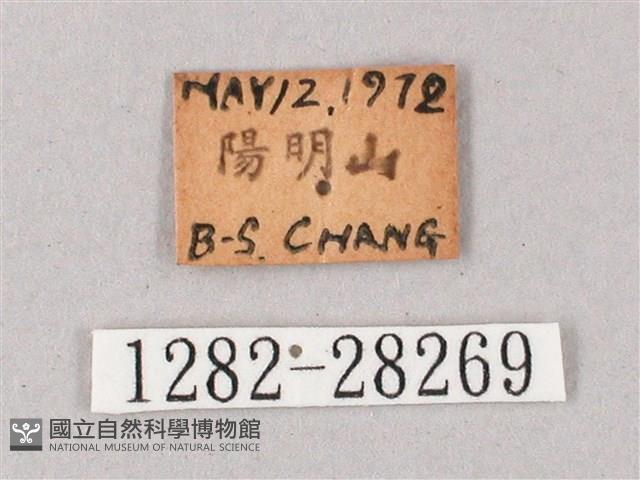 MAY 12, 1972
陽明山
B-S. CHANG
1282-28269
國立自然科學博物館
NATIONAL MUSEUM OF NATURAL SCIENCE